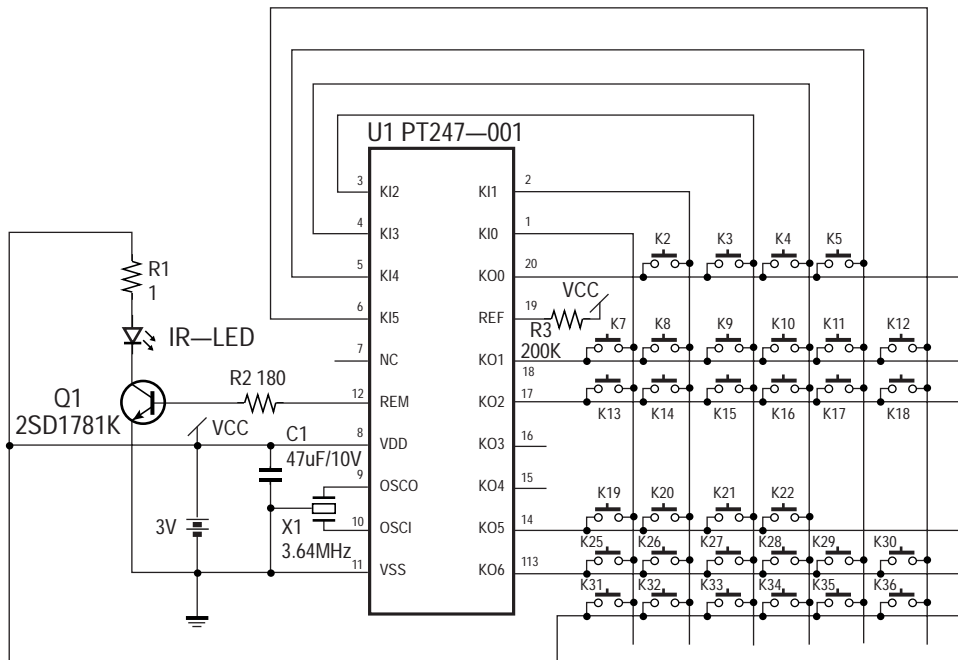 U1 PT247—001
3 KI2 KI1 2
4 KI3 KI0 1
5 KI4 KO0 20
6 KI5 REF 19
7 NC KO1 18
12 REM KO2 17
8 VDD KO3 16
9 OSCO KO4 15
10 OSCI KO5 14
11 VSS KO6 113
R1
1
IR—LED
Q1
2SD1781K
R2 180
VCC
C1
47uF/10V
3V
X1
3.64MHz
VCC
R3
200K
K2 K3 K4 K5
K7 K8 K9 K10 K11 K12
K13 K14 K15 K16 K17 K18
K19 K20 K21 K22
K25 K26 K27 K28 K29 K30
K31 K32 K33 K34 K35 K36